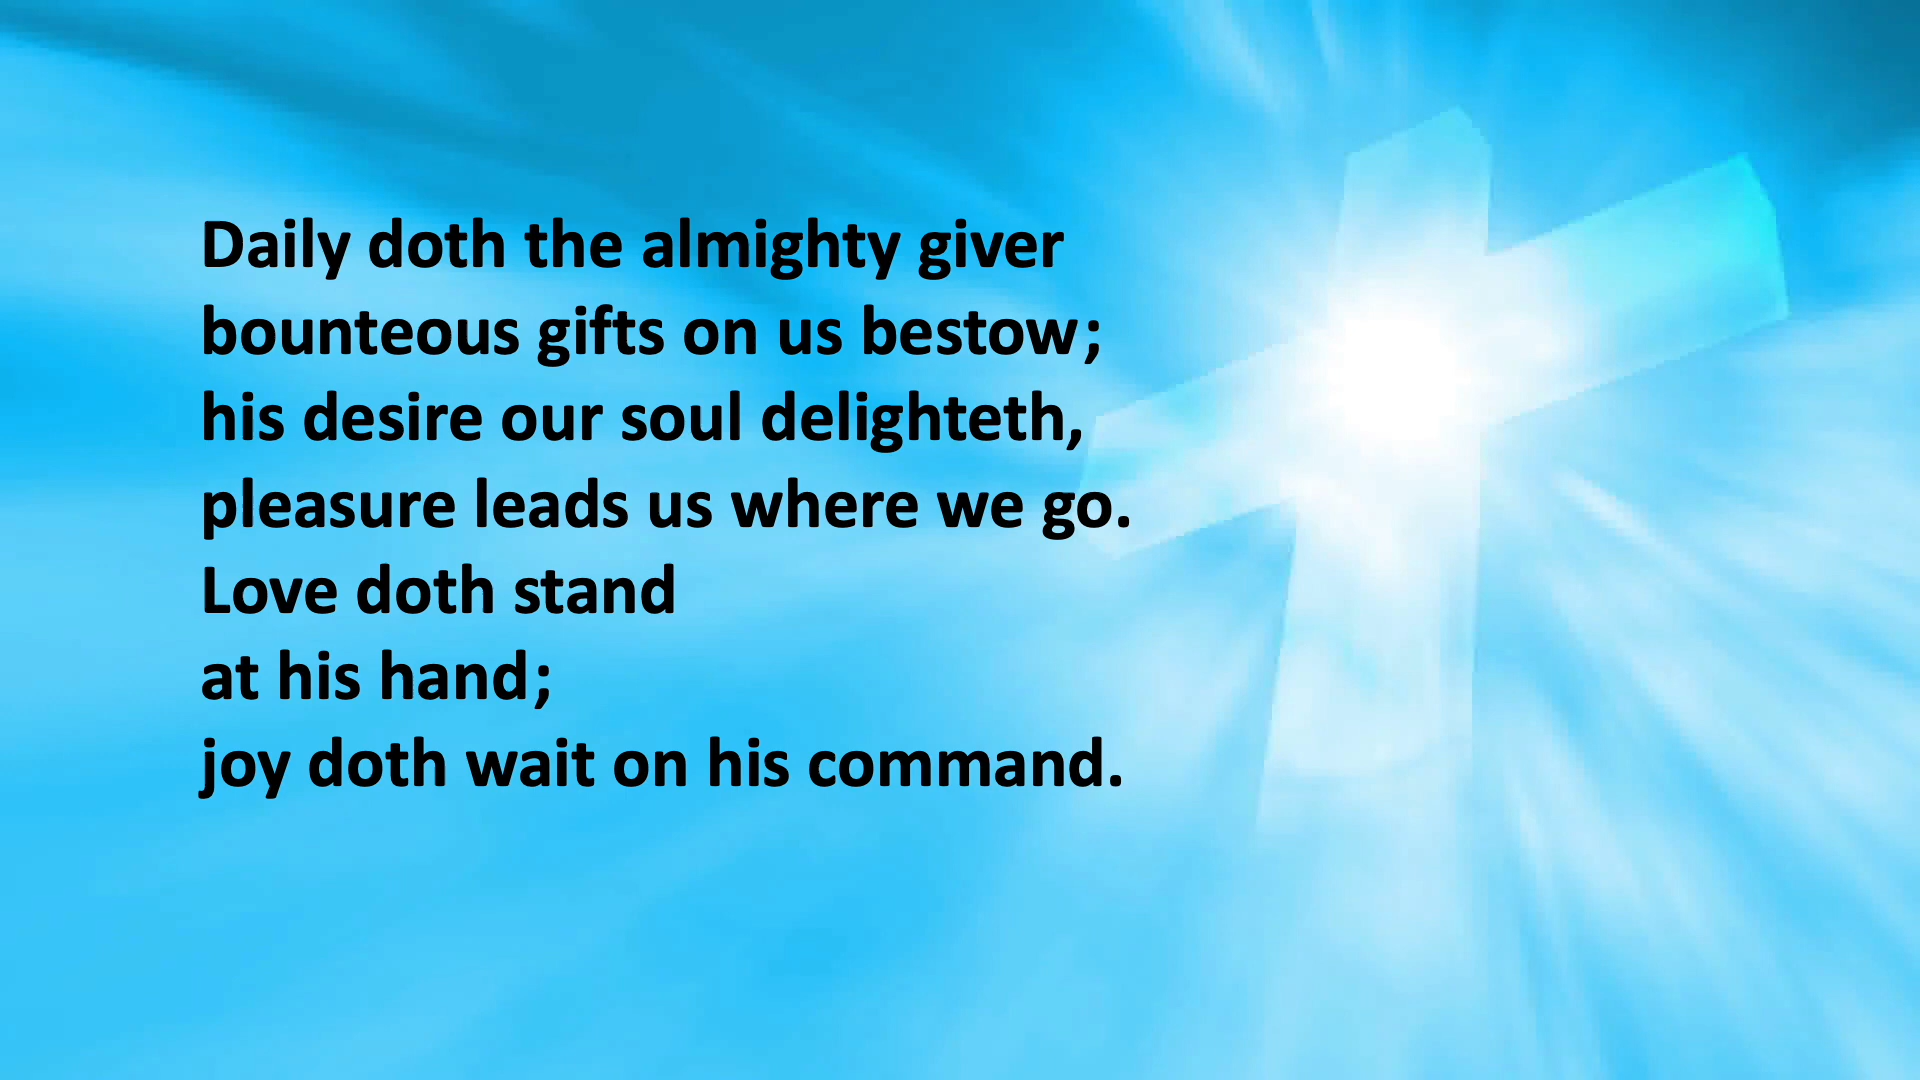 Daily doth the almighty giver
bounteous gifts on us bestow;
his desire our soul delighteth,
pleasure leads us where we go.
Love doth stand
at his hand;
joy doth wait on his command.